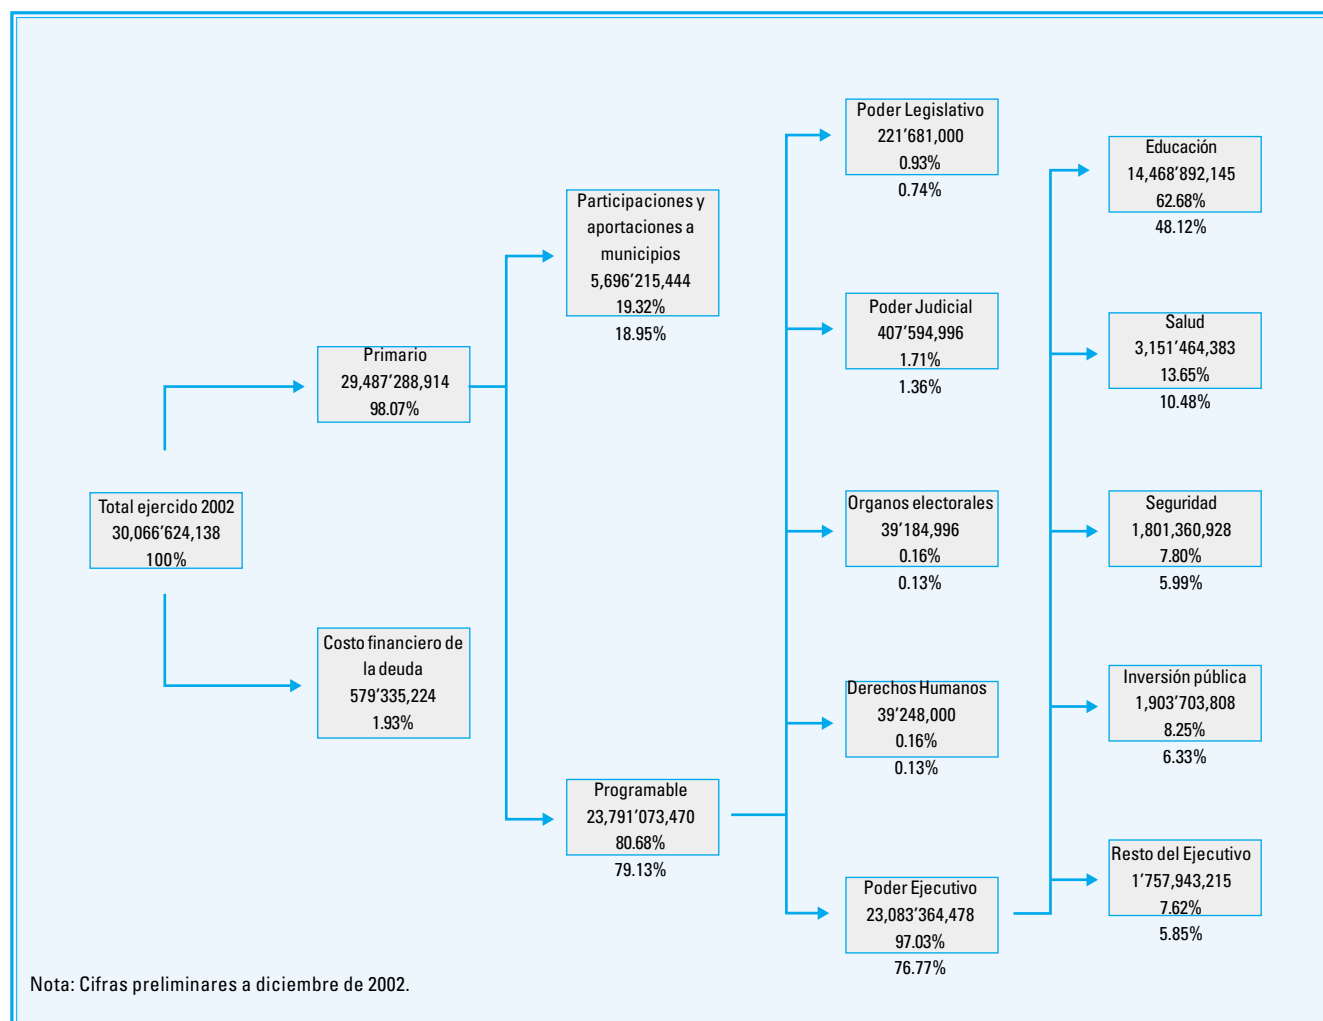 Total ejercido 2002
30,066’624,138
100%
Primario
29,487’288,914
98.07%
Costo financiero de
la deuda
579’335,224
1.93%
Participaciones y
aportaciones a
municipios
5,696’215,444
19.32%
18.95%
Programable
23,791’073,470
80.68%
79.13%
Poder Legislativo
221’681,000
0.93%
0.74%
Poder Judicial
407’594,996
1.71%
1.36%
Organos electorales
39’184,996
0.16%
0.13%
Derechos Humanos
39’248,000
0.16%
0.13%
Poder Ejecutivo
23,083’364,478
97.03%
76.77%
Educación
14,468’892,145
62.68%
48.12%
Salud
3,151’464,383
13.65%
10.48%
Seguridad
1,801’360,928
7.80%
5.99%
Inversión pública
1,903’703,808
8.25%
6.33%
Resto del Ejecutivo
1’757,943,215
7.62%
5.85%
Nota: Cifras preliminares a diciembre de 2002.